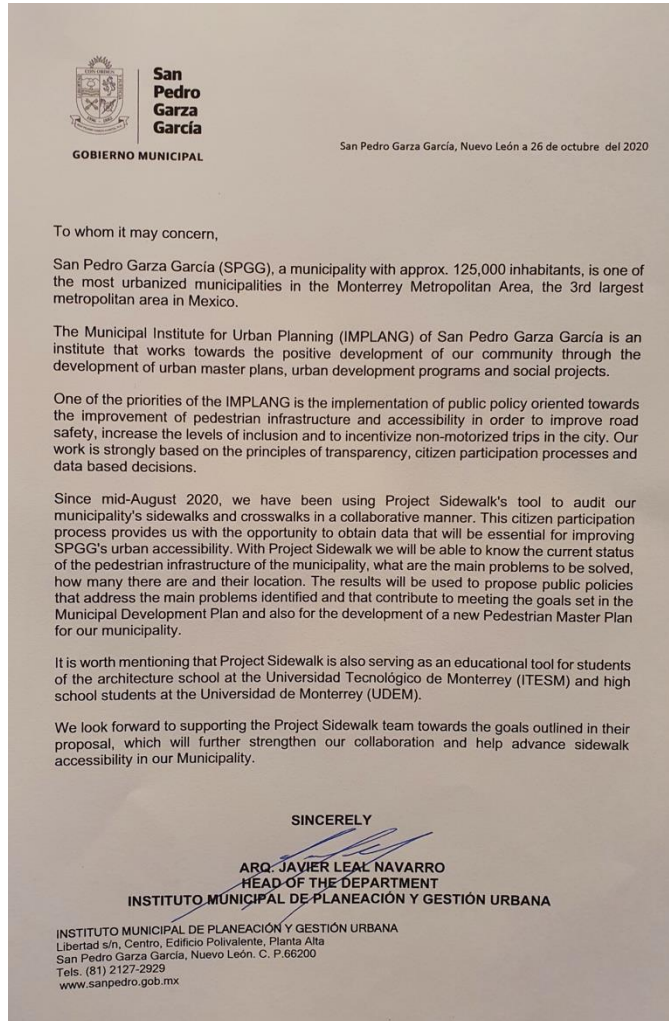 San
Pedro
Garza
García
GOBIERNO MUNICIPAL
San Pedro Garza García, Nuevo León a 26 de octubre del 2020
To whom it may concern,
San Pedro Garza García (SPGG), a municipality with approx. 125,000 inhabitants, is one of
the most urbanized municipalities in the Monterrey Metropolitan Area, the 3rd largest
metropolitan area in Mexico.
The Municipal Institute for Urban Planning (IMPLANG) of San Pedro Garza García is an
institute that works towards the positive development of our community through the
development of urban master plans, urban development programs and social projects.
One of the priorities of the IMPLANG is the implementation of public policy oriented towards
the improvement of pedestrian infrastructure and accessibility in order to improve road
safety, increase the levels of inclusion and to incentivize non-motorized trips in the city. Our
work is strongly based on the principles of transparency, citizen participation processes and
data based decisions.
Since mid-August 2020, we have been using Project Sidewalk's tool to audit our
municipality's sidewalks and crosswalks in a collaborative manner. This citizen participation
process provides us with the opportunity to obtain data that will be essential for improving
SPGG's urban accessibility. With Project Sidewalk we will be able to know the current status
of the pedestrian infrastructure of the municipality, what are the main problems to be solved,
how many there are and their location. The results will be used to propose public policies
that address the main problems identified and that contribute to meeting the goals set in the
Municipal Development Plan and also for the development of a new Pedestrian Master Plan
for our municipality.
It is worth mentioning that Project Sidewalk is also serving as an educational tool for students
of the architecture school at the Universidad Tecnológico de Monterrey (ITESM) and high
school students at the Universidad de Monterrey (UDEM).
We look forward to supporting the Project Sidewalk team towards the goals outlined in their
proposal, which will further strengthen our collaboration and help advance sidewalk
accessibility in our Municipality.
SINCERELY
ARQ. JAVIER LEAL NAVARRO
HEAD OF THE DEPARTMENT
INSTITUTO MUNICIPAL DE PLANEACIÓN Y GESTIÓN URBANA
INSTITUTO MUNICIPAL DE PLANEACIÓN Y GESTIÓN URBANA
Libertad s/n, Centro, Edificio Polivalente, Planta Alta
San Pedro Garza García, Nuevo León. C. P.66200
Tels. (81) 2127-2929
www.sanpedro.gob.mx